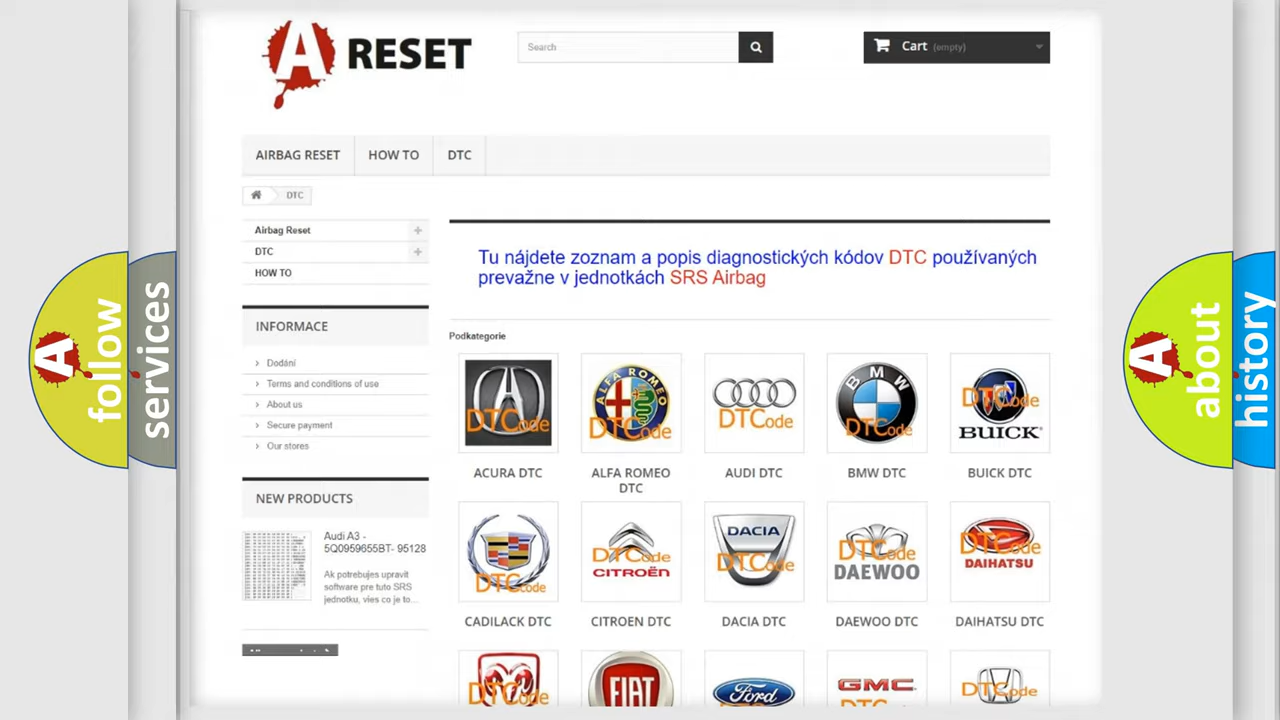 A RESET
Search
Cart (empty)
AIRBAG RESET
HOW TO
DTC
DTC
Airbag Reset
DTC
HOW TO
Tu nájdete zoznam a popis diagnostických kódov DTC používaných
prevažne v jednotkách SRS Airbag
INFORMACE
Dodání
Terms and conditions of use
About us
Secure payment
Our stores
NEW PRODUCTS
Audi A3 -
5Q0959655BT- 95128
Ak potrebujes upravit
software pre tuto SRS
jednotku, vies co je to...
Podkategorie
DTCode
ALFA ROMEO
DTCode
DTCode
BMW
DTCode
DTCode
BUICK
ACURA DTC
ALFA ROMEO
DTC
AUDI DTC
BMW DTC
BUICK DTC
DTCode
DTCode
CITROËN
DACIA
DTCode
DTCode
DAEWOO
DTCode
DAIHATSU
CADILACK DTC
CITROEN DTC
DACIA DTC
DAEWOO DTC
DAIHATSU DTC
DTCode
FIAT
Ford
GMC
DTCode
A
follow
services
A
about
history